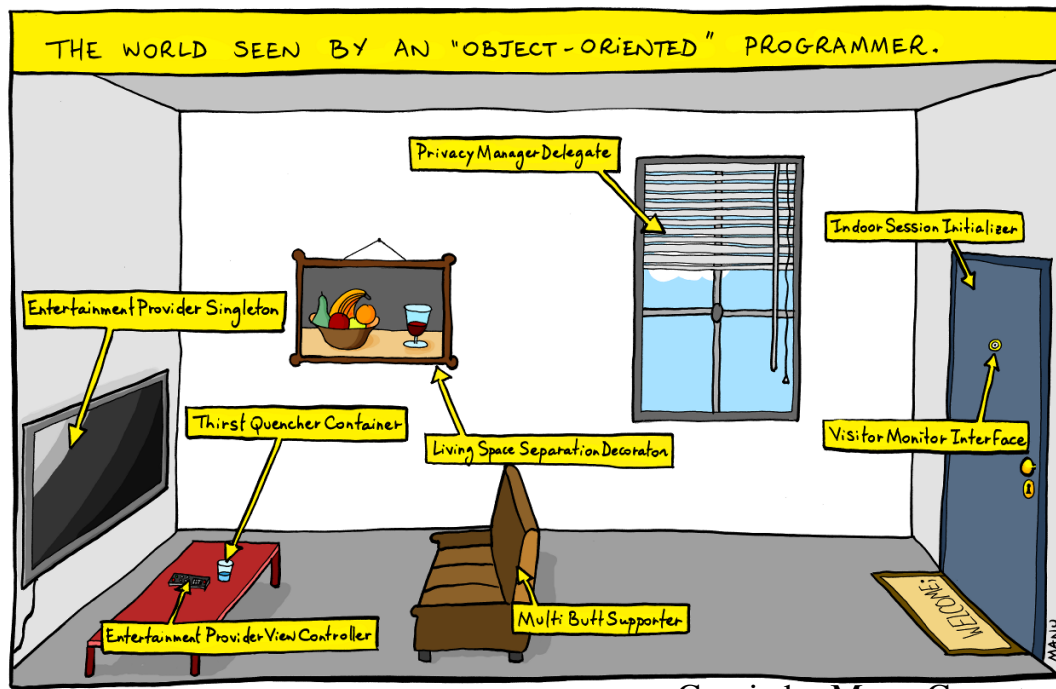 THE WORLD SEEN BY AN "OBJECT-ORIENTED" PROGRAMMER.
Privacy Manager Delegate
Indoor Session Initializer
Entertainment Provider Singleton
Thirst Quencher Container
Living Space Separation Decorator
Visitor Monitor Interface
Entertainment Provider View Controller
Multi Butt Supporter
WELCOME!
MANU